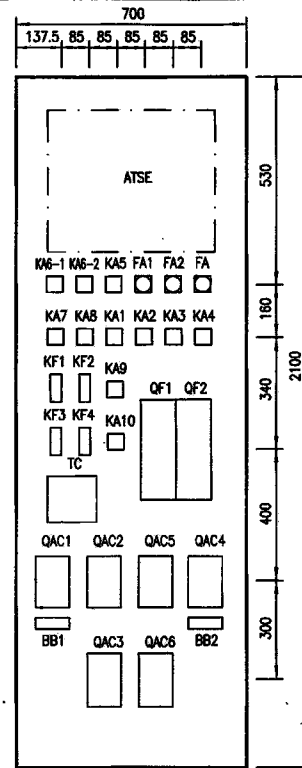 700
137.5 85 85 85 85
ATSE
530
KA6-1 KA6-2 KA5 FA1 FA2 FA
160
KA7 KA8 KA1 KA2 KA3 KA4
KF1 KF2 KA9 QF1 QF2
340
2100
KF3 KF4 KA10
TC
400
QAC1 QAC2 QAC5 QAC4
300
BB1 BB2
QAC3 QAC6